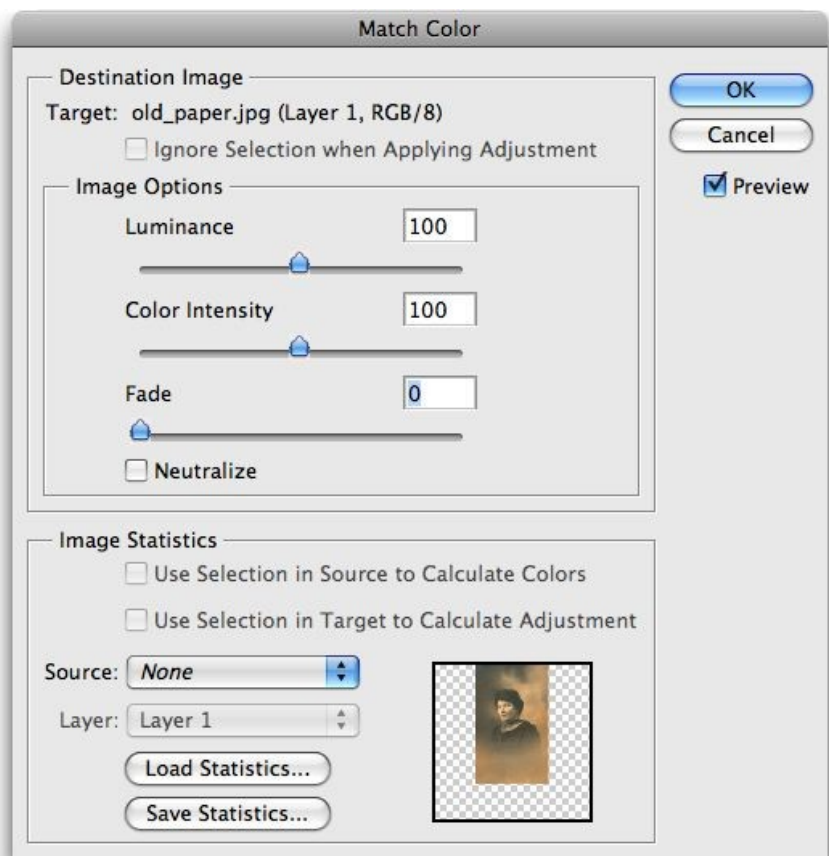 Match Color
Destination Image
Target: old_paper.jpg (Layer 1, RGB/8)
Ignore Selection when Applying Adjustment
Image Options
Luminance 100
Color Intensity 100
Fade 0
Neutralize
OK
Cancel
Preview
Image Statistics
Use Selection in Source to Calculate Colors
Use Selection in Target to Calculate Adjustment
Source: None
Layer: Layer 1
Load Statistics...
Save Statistics...